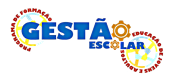 PROGRAMA DE FORMAÇÃO
GESTÃO
ESCOLAR
EDUCAÇÃO DE JOVENS E ADULTOS